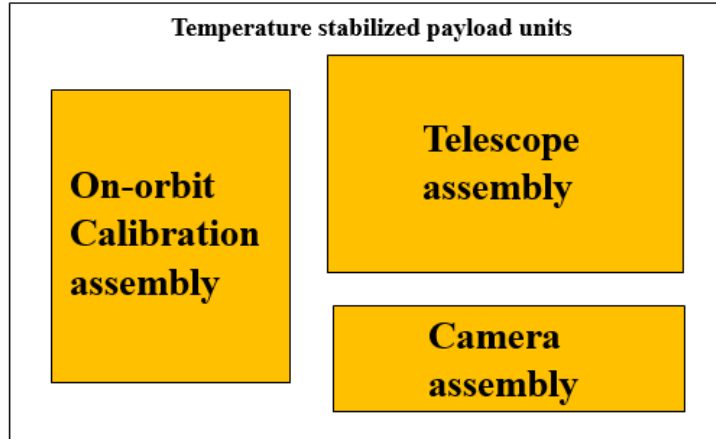 Temperature stabilized payload units
On-orbit
Calibration
assembly
Telescope
assembly
Camera
assembly